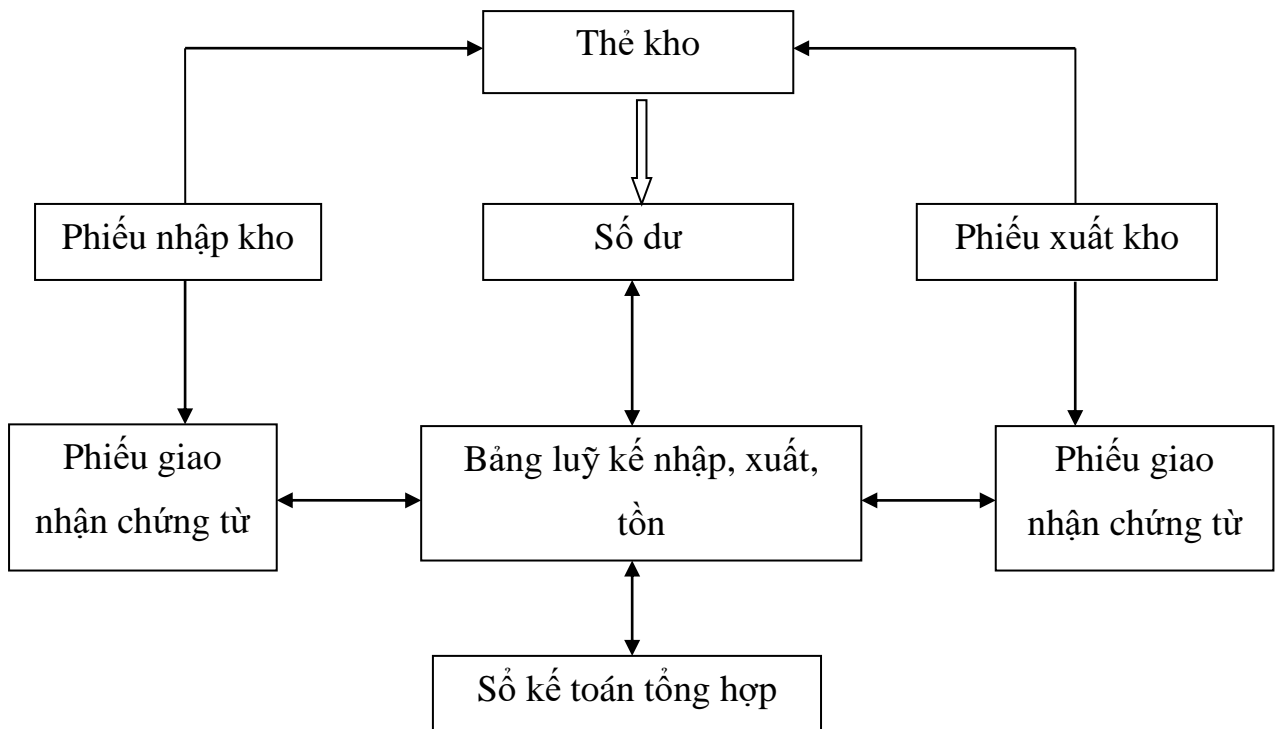 Thẻ kho
Phiếu nhập kho
Số dư
Phiếu xuất kho
Phiếu giao
nhận chứng từ
Bảng luỹ kế nhập, xuất,
tồn
Phiếu giao
nhận chứng từ
Sổ kế toán tổng hợp